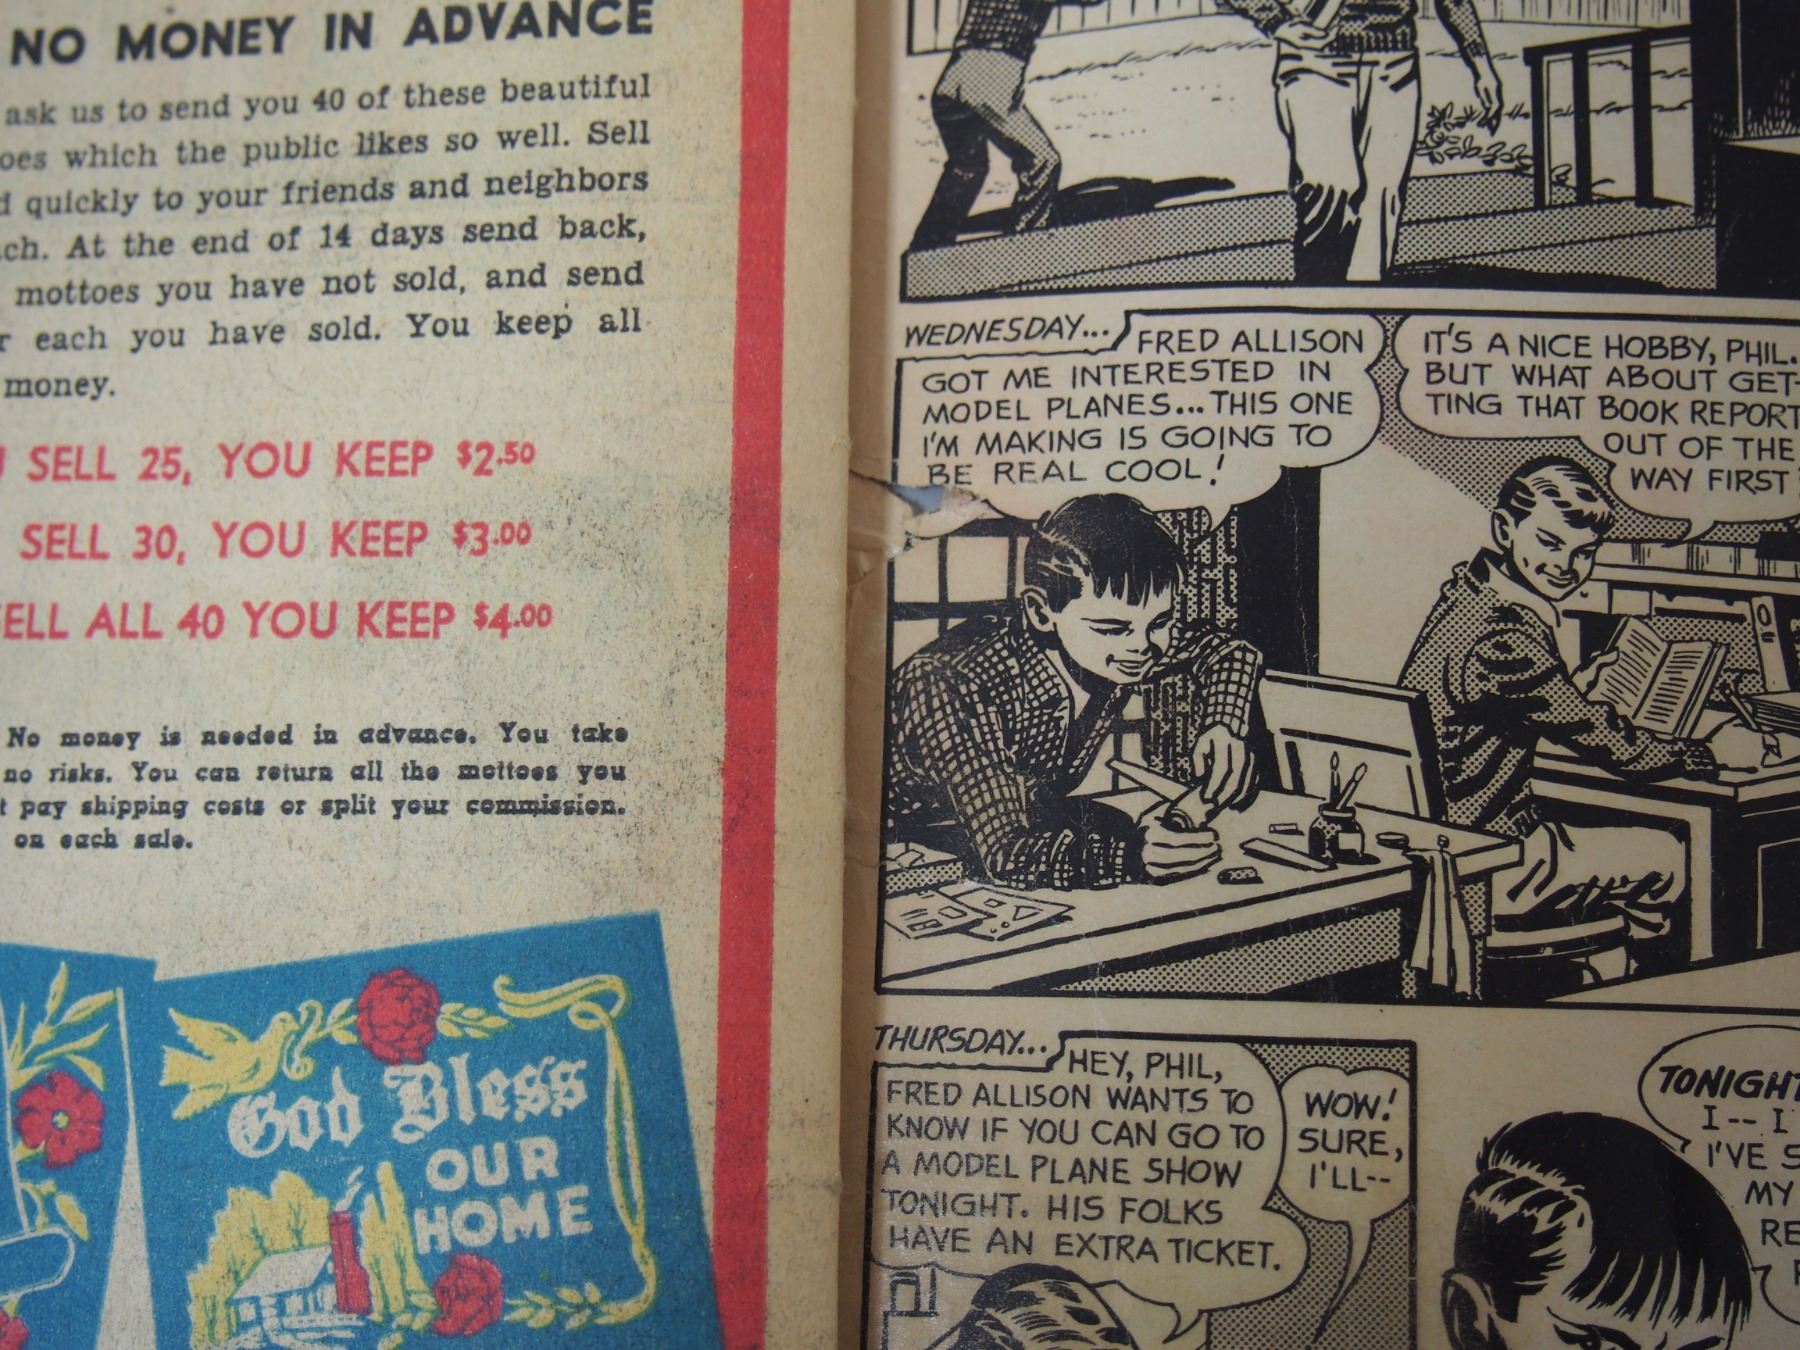 NO MONEY IN ADVANCE
ask us to send you 40 of these beautiful
which the public likes so well. Sell
quickly to your friends and neighbors
At the end of 14 days send back,
mottoes you have not sold, and send
each you have sold. You keep all
money.
SELL 25, YOU KEEP $2.50
SELL 30, YOU KEEP $3.00
SELL ALL 40 YOU KEEP $4.00
No money is needed in advance. You take
no risks. You can return all the mottoes you
pay shipping costs or split your commission.
on each sale.
God Bless
OUR
HOME
WEDNESDAY...
FRED ALLISON
GOT ME INTERESTED IN
MODEL PLANES... THIS ONE
I'M MAKING IS GOING TO
BE REAL COOL!
IT'S A NICE HOBBY, PHIL.
BUT WHAT ABOUT GET-
TING THAT BOOK REPORT
OUT OF THE
WAY FIRST
THURSDAY...
HEY, PHIL,
FRED ALLISON WANTS TO
KNOW IF YOU CAN GO TO
A MODEL PLANE SHOW
TONIGHT. HIS FOLKS
HAVE AN EXTRA TICKET.
WOW!
SURE,
I'LL--
TONIGHT
I-- I
I'VE
MY